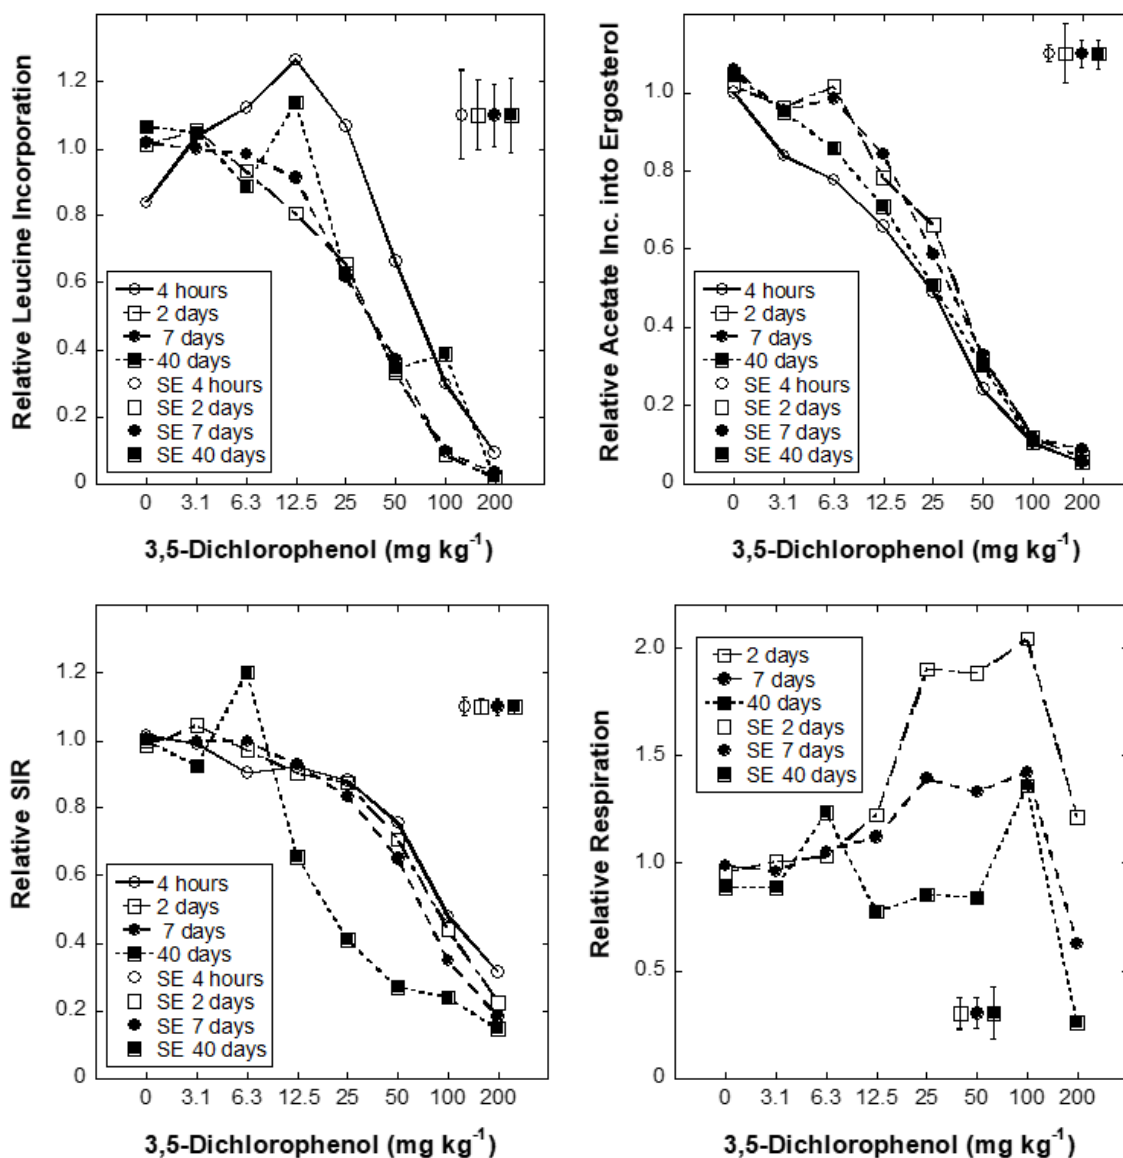 Relative Leucine Incorporation
1.2
1.0
0.8
0.6
0.4
0.2
0
4 hours
2 days
7 days
40 days
SE 4 hours
SE 2 days
SE 7 days
SE 40 days
0 3.1 6.3 12.5 25 50 100 200
3,5-Dichlorophenol (mg kg⁻¹)
Relative Acetate Inc. into Ergosterol
1.0
0.8
0.6
0.4
0.2
0
4 hours
2 days
7 days
40 days
SE 4 hours
SE 2 days
SE 7 days
SE 40 days
0 3.1 6.3 12.5 25 50 100 200
3,5-Dichlorophenol (mg kg⁻¹)
Relative SIR
1.2
1.0
0.8
0.6
0.4
0.2
0
4 hours
2 days
7 days
40 days
SE 4 hours
SE 2 days
SE 7 days
SE 40 days
0 3.1 6.3 12.5 25 50 100 200
3,5-Dichlorophenol (mg kg⁻¹)
Relative Respiration
2.0
1.5
1.0
0.5
0
2 days
7 days
40 days
SE 2 days
SE 7 days
SE 40 days
0 3.1 6.3 12.5 25 50 100 200
3,5-Dichlorophenol (mg kg⁻¹)